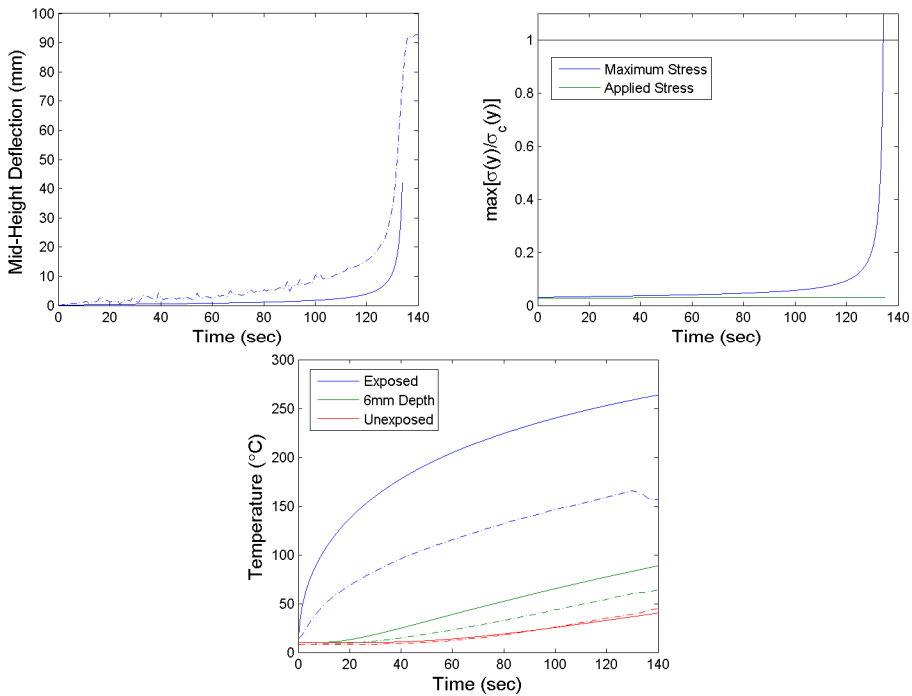 100
90
80
70
60
50
40
30
20
10
0
Mid-Height Deflection (mm)
0 20 40 60 80 100 120 140
Time (sec)
1
0.8
0.6
0.4
0.2
0
max[σ(y)/σc(y)]
Maximum Stress
Applied Stress
0 20 40 60 80 100 120 140
Time (sec)
300
250
200
150
100
50
0
Temperature (°C)
Exposed
6mm Depth
Unexposed
0 20 40 60 80 100 120 140
Time (sec)